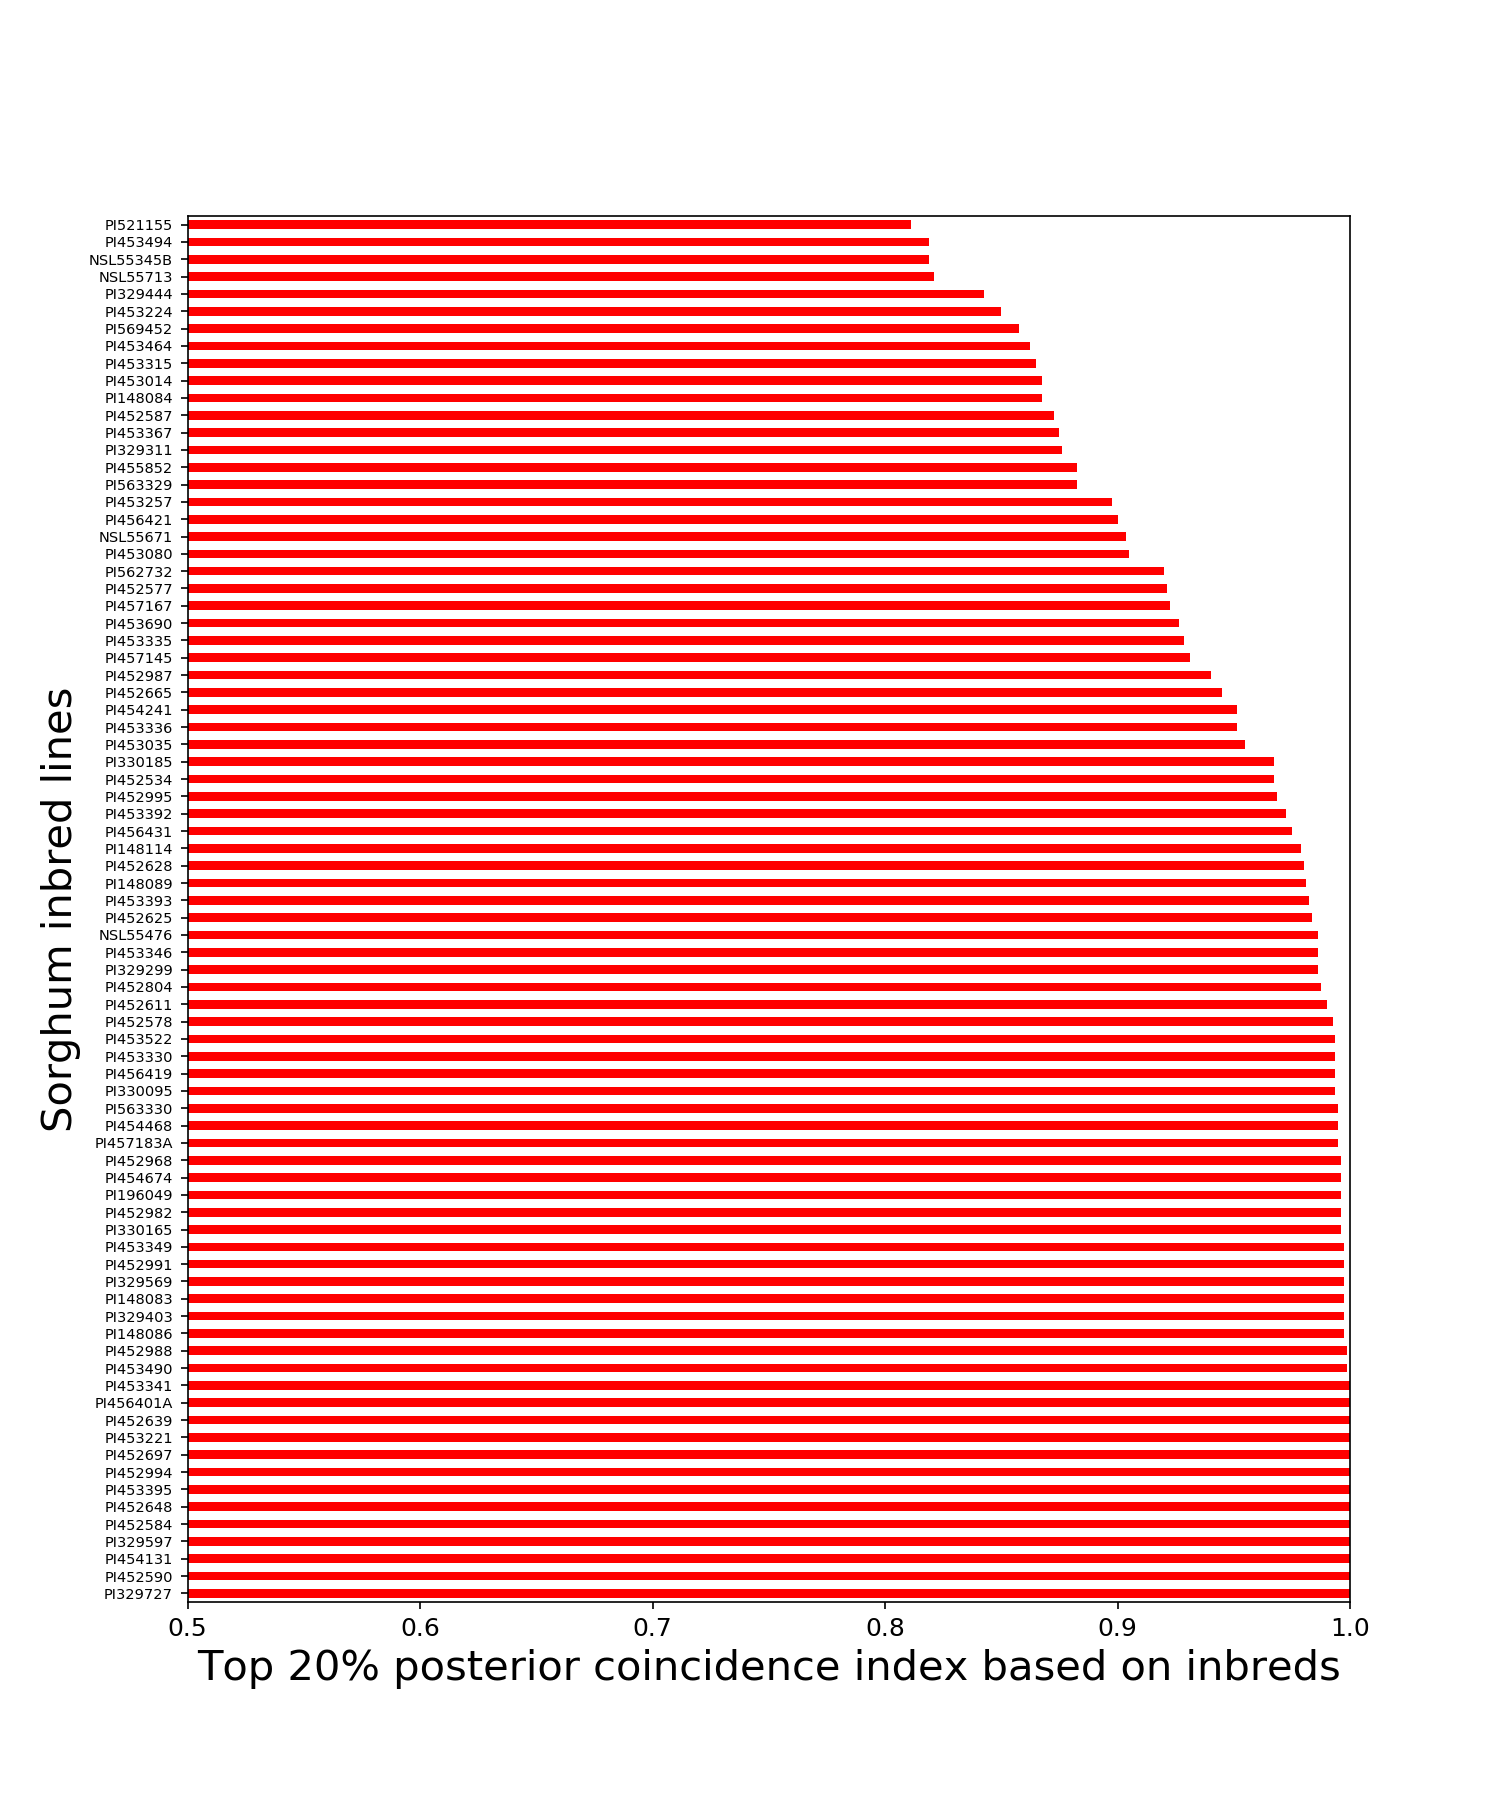 PI521155
PI453494
NSL55345B
NSL55713
PI329444
PI453224
PI569452
PI453464
PI453315
PI453014
PI148084
PI452587
PI453367
PI329311
PI455852
PI563329
PI453257
PI456421
NSL55671
PI453080
PI562732
PI452577
PI457167
PI453690
PI453335
PI457145
PI452987
PI452665
PI454241
PI453336
PI453035
PI330185
PI452534
PI452995
PI453392
PI456431
PI148114
PI452628
PI148089
PI453393
PI452625
NSL55476
PI453346
PI329299
PI452804
PI452611
PI452578
PI453522
PI453330
PI456419
PI330095
PI563330
PI454468
PI457183A
PI452968
PI454674
PI196049
PI452982
PI330165
PI453349
PI452991
PI329569
PI148083
PI329403
PI148086
PI452988
PI453490
PI453341
PI456401A
PI452639
PI453221
PI452697
PI452994
PI453395
PI452648
PI452584
PI329597
PI454131
PI452590
PI329727
Sorghum inbred lines
0.5 0.6 0.7 0.8 0.9 1.0
Top 20% posterior coincidence index based on inbreds